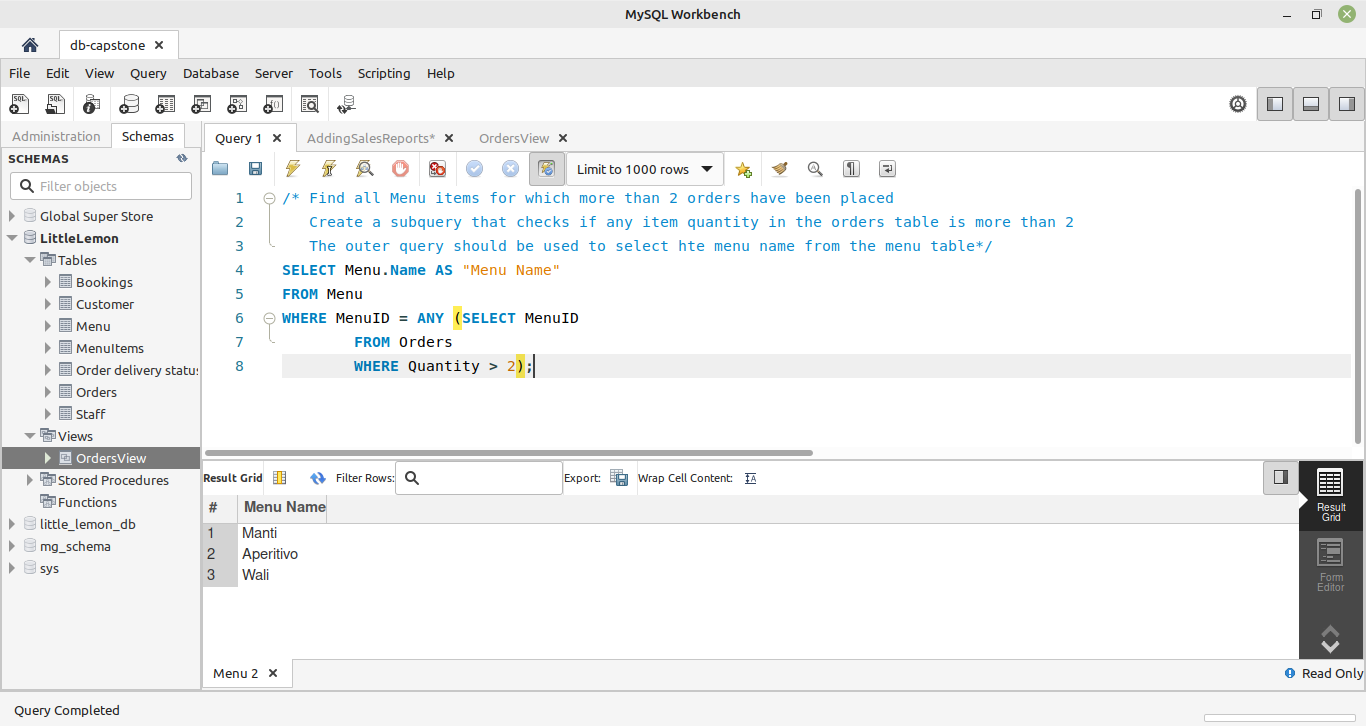 MySQL Workbench
db-capstone
File Edit View Query Database Server Tools Scripting Help
Administration Schemas
SCHEMAS
Filter objects
Global Super Store
LittleLemon
Tables
Bookings
Customer
Menu
MenuItems
Order delivery status
Orders
Staff
Views
OrdersView
Stored Procedures
Functions
little_lemon_db
mg_schema
sys
Query 1 AddingSalesReports* OrdersView
Limit to 1000 rows
1 /* Find all Menu items for which more than 2 orders have been placed
2 Create a subquery that checks if any item quantity in the orders table is more than 2
3 The outer query should be used to select hte menu name from the menu table*/
4 SELECT Menu.Name AS "Menu Name"
5 FROM Menu
6 WHERE MenuID = ANY (SELECT MenuID
7 FROM Orders
8 WHERE Quantity > 2);
Result Grid Filter Rows: Export: Wrap Cell Content:
# Menu Name
1 Manti
2 Aperitivo
3 Wali
Result
Grid
Form
Editor
Menu 2
Read Only
Query Completed